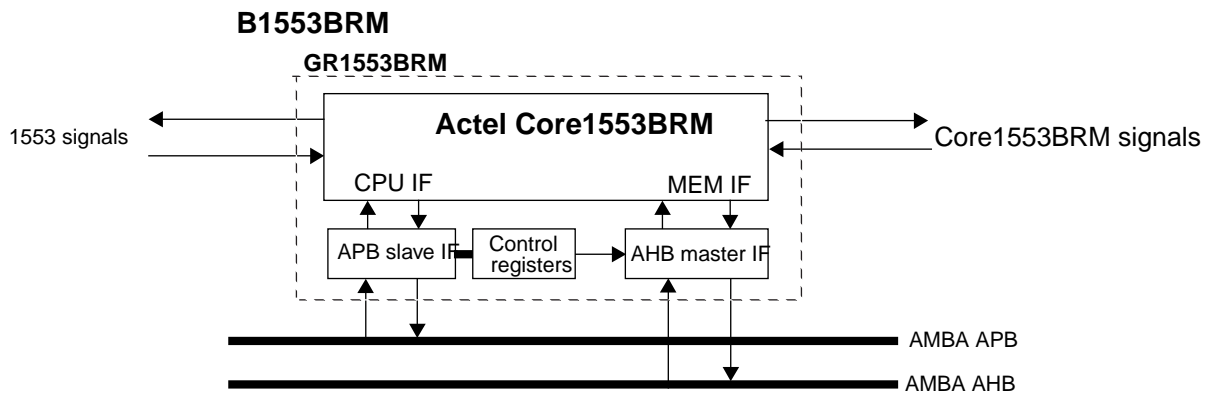 B1553BRM
GR1553BRM
Actel Core1553BRM
1553 signals
Core1553BRM signals
CPU IF
MEM IF
APB slave IF
Control
registers
AHB master IF
AMBA APB
AMBA AHB